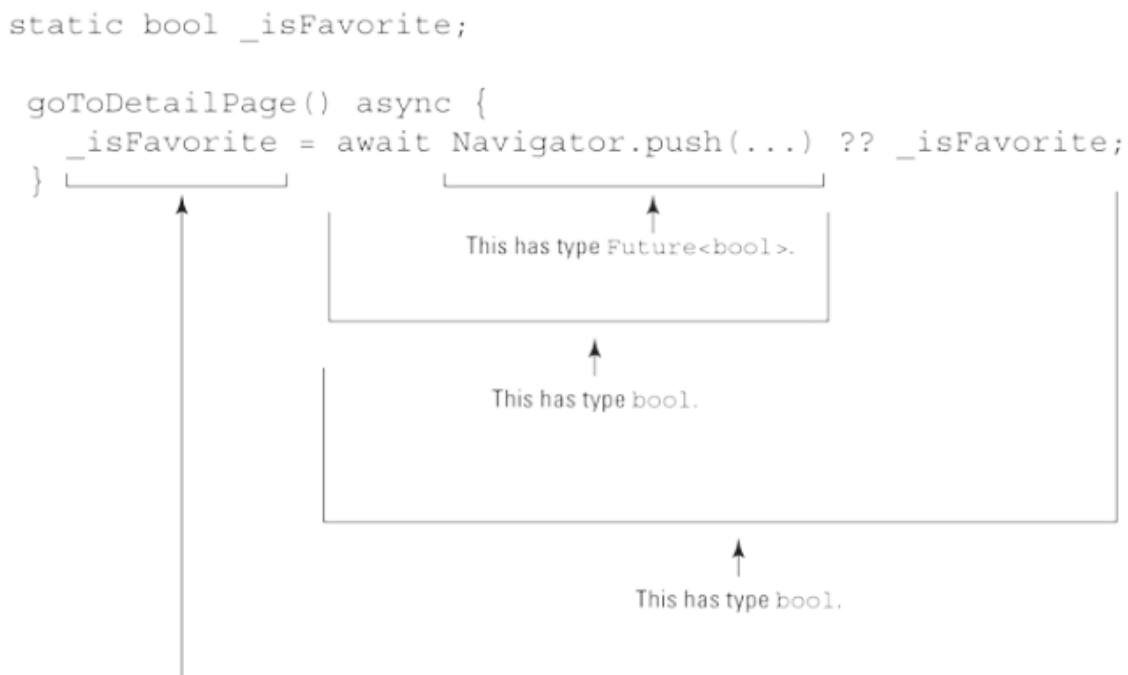 static bool _isFavorite;
goToDetailPage() async {
_isFavorite = await Navigator.push(...) ?? _isFavorite;
}
This has type Future<bool>.
This has type bool.
This has type bool.